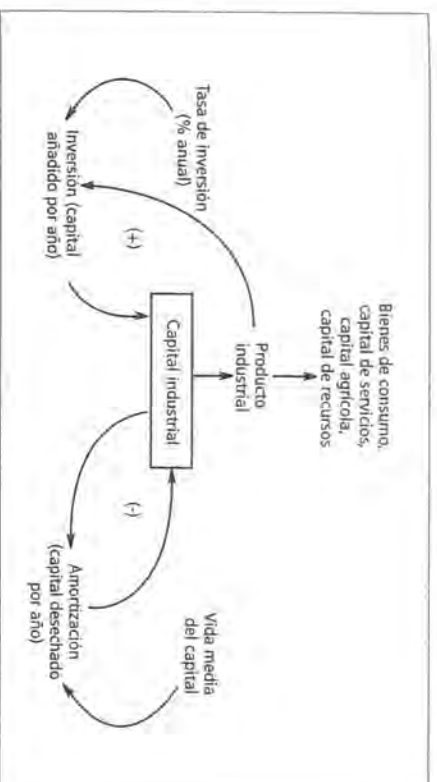 Bienes de consumo,
capital de servicios,
capital agrícola,
capital de recursos
Producto
industrial
Tasa de inversión
(% anual)
Inversión (capital
añadido por año)
(+)
Capital industrial
(-)
Vida media
del capital
Amortización
(capital desechado
por año)